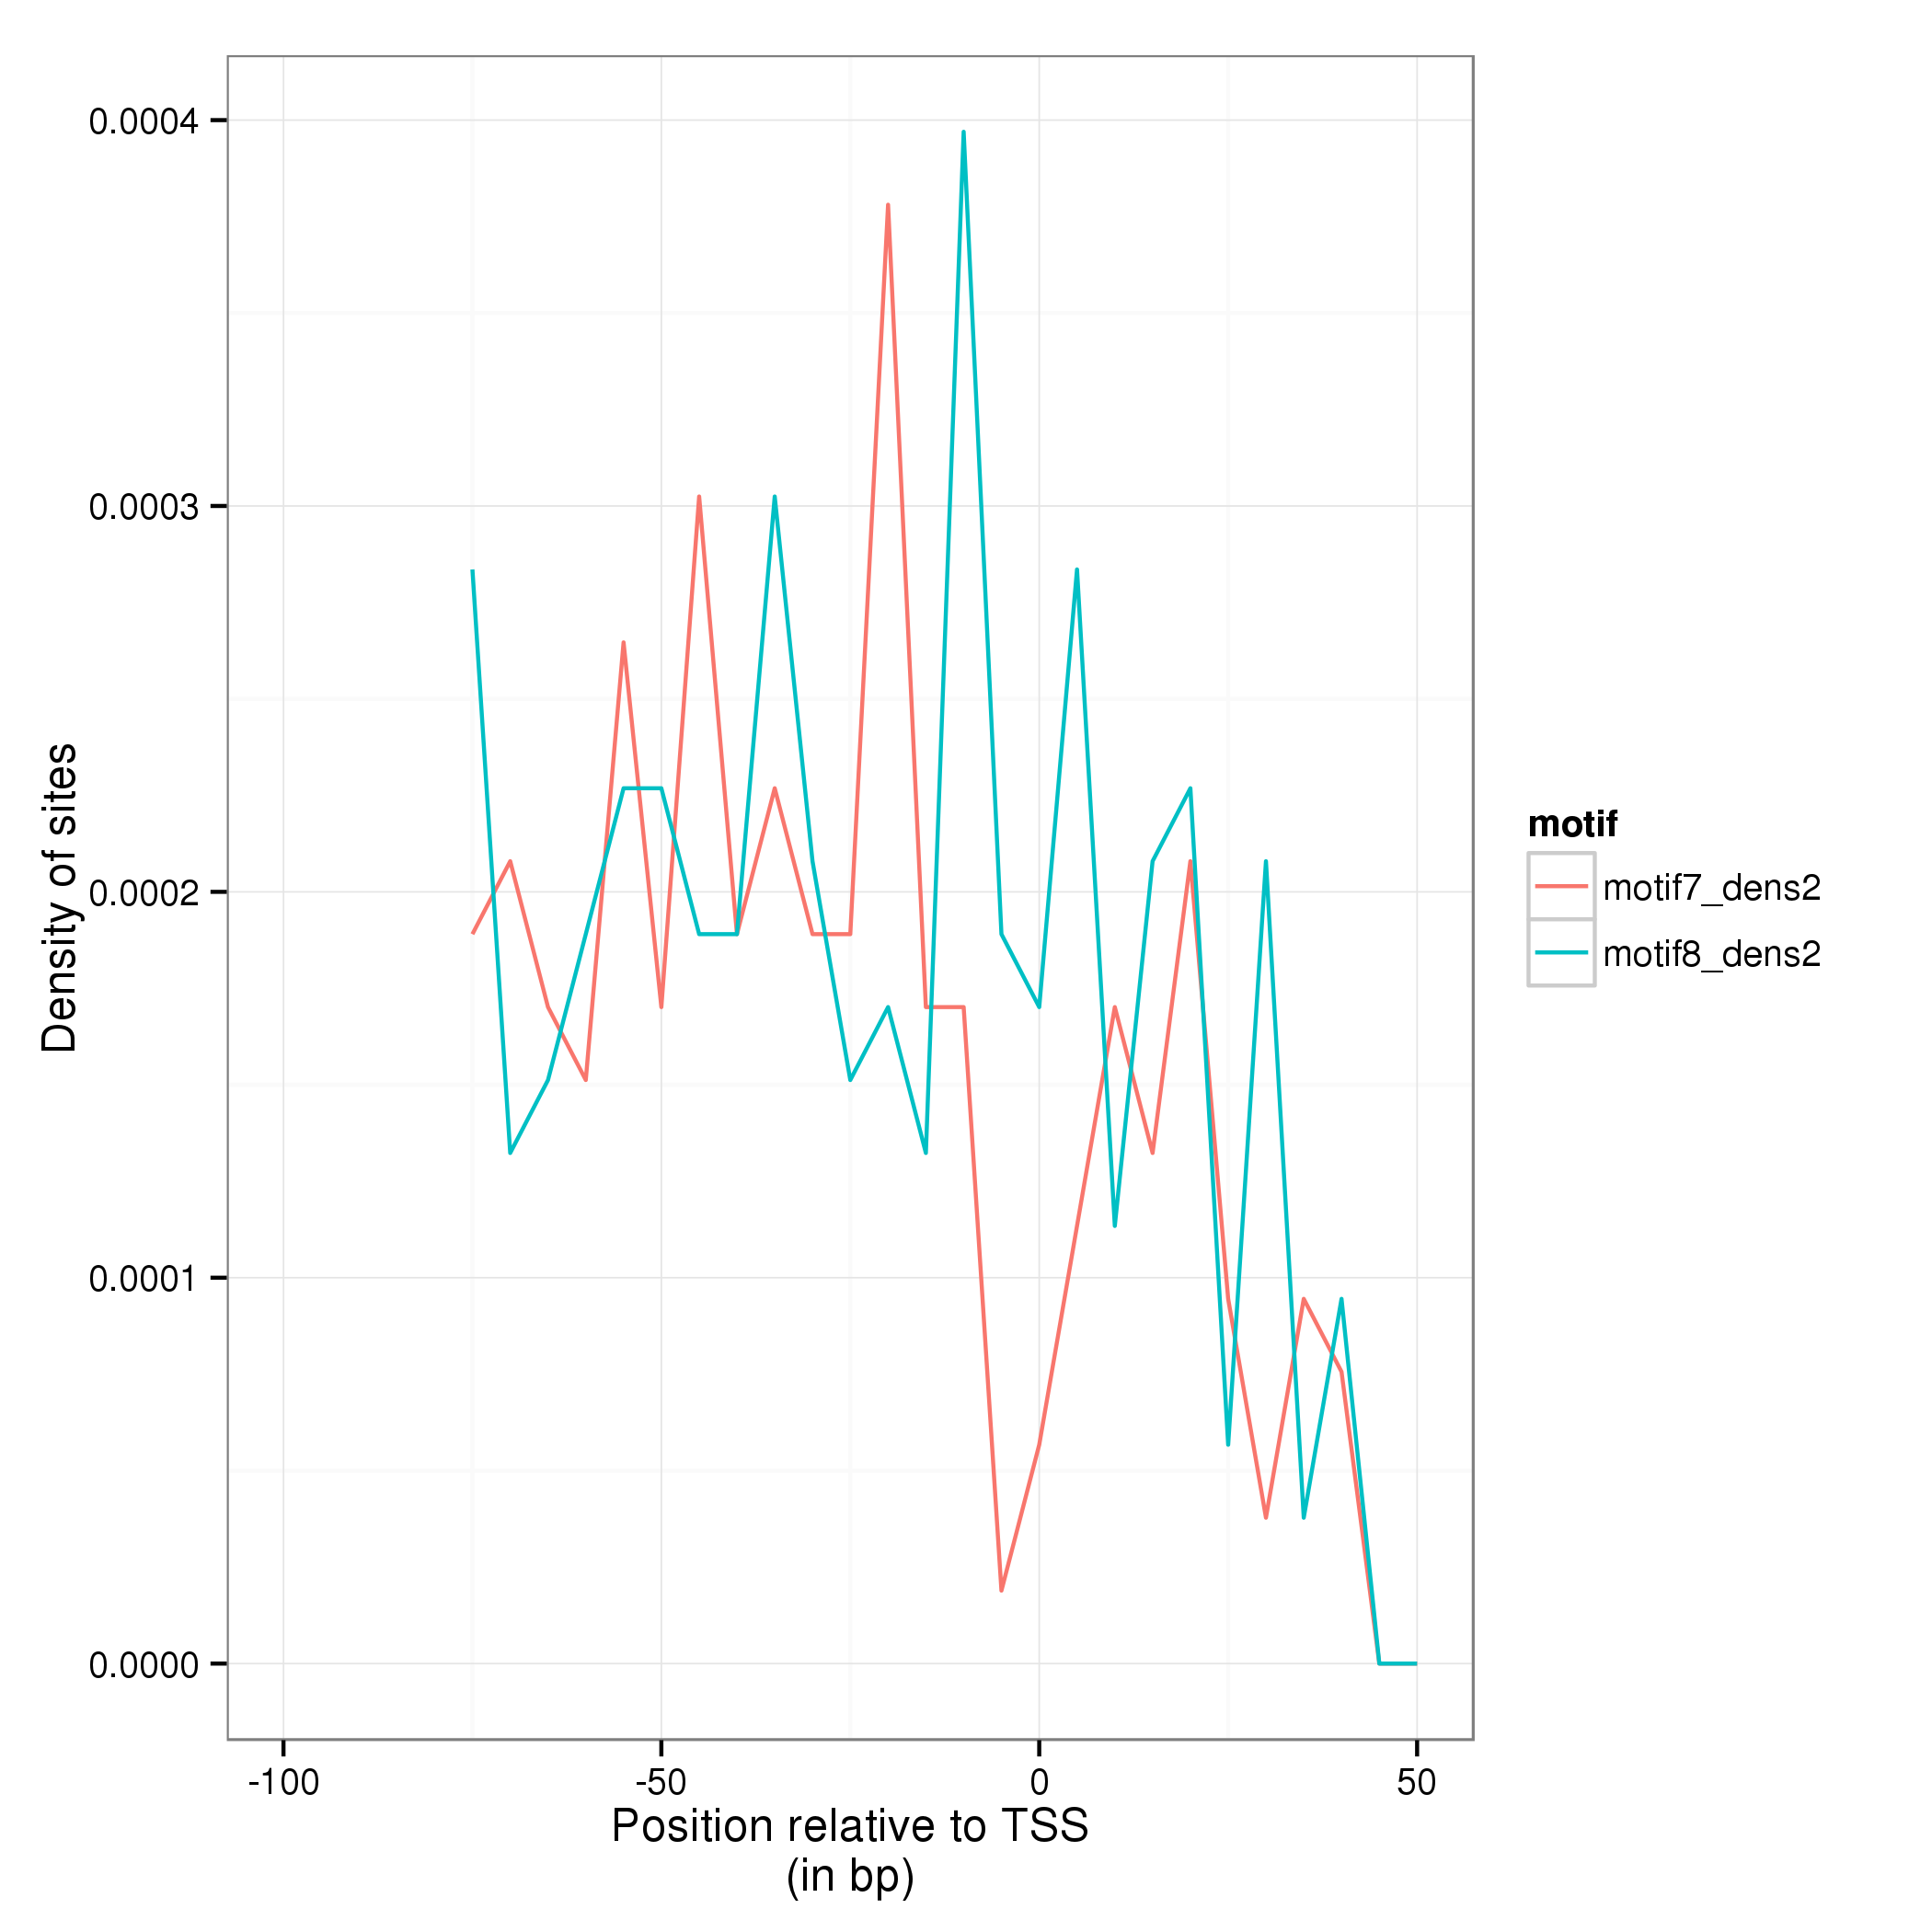 0.0004
0.0003
0.0002
0.0001
0.0000
Density of sites
-100
-50
0
50
Position relative to TSS
(in bp)
motif
motif7_dens2
motif8_dens2